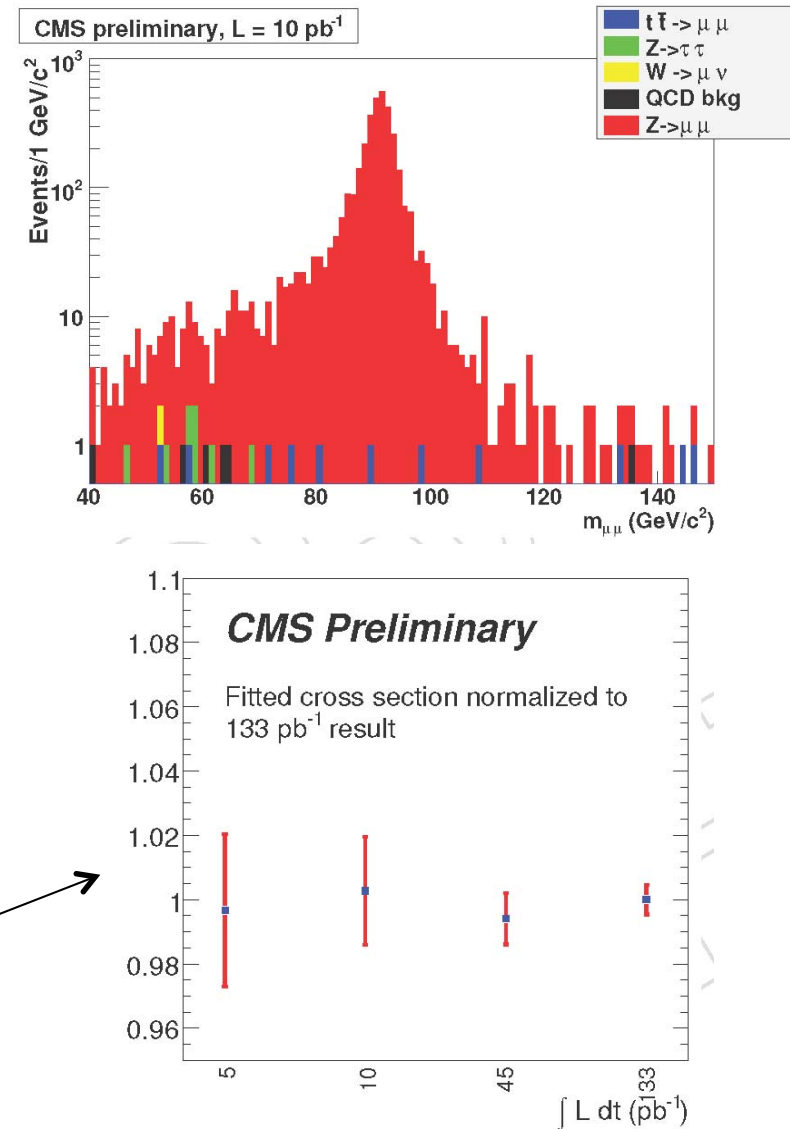 CMS preliminary, L = 10 pb⁻¹
t t̄ -> μ μ
Z->τ τ
W -> μ ν
QCD bkg
Z->μ μ
Events/1 GeV/c²
10³
10²
10
1
40 60 80 100 120 140
m_μμ (GeV/c²)
CMS Preliminary
Fitted cross section normalized to
133 pb⁻¹ result
1.1
1.08
1.06
1.04
1.02
1
0.98
0.96
5 10 45 133
∫ L dt (pb⁻¹)